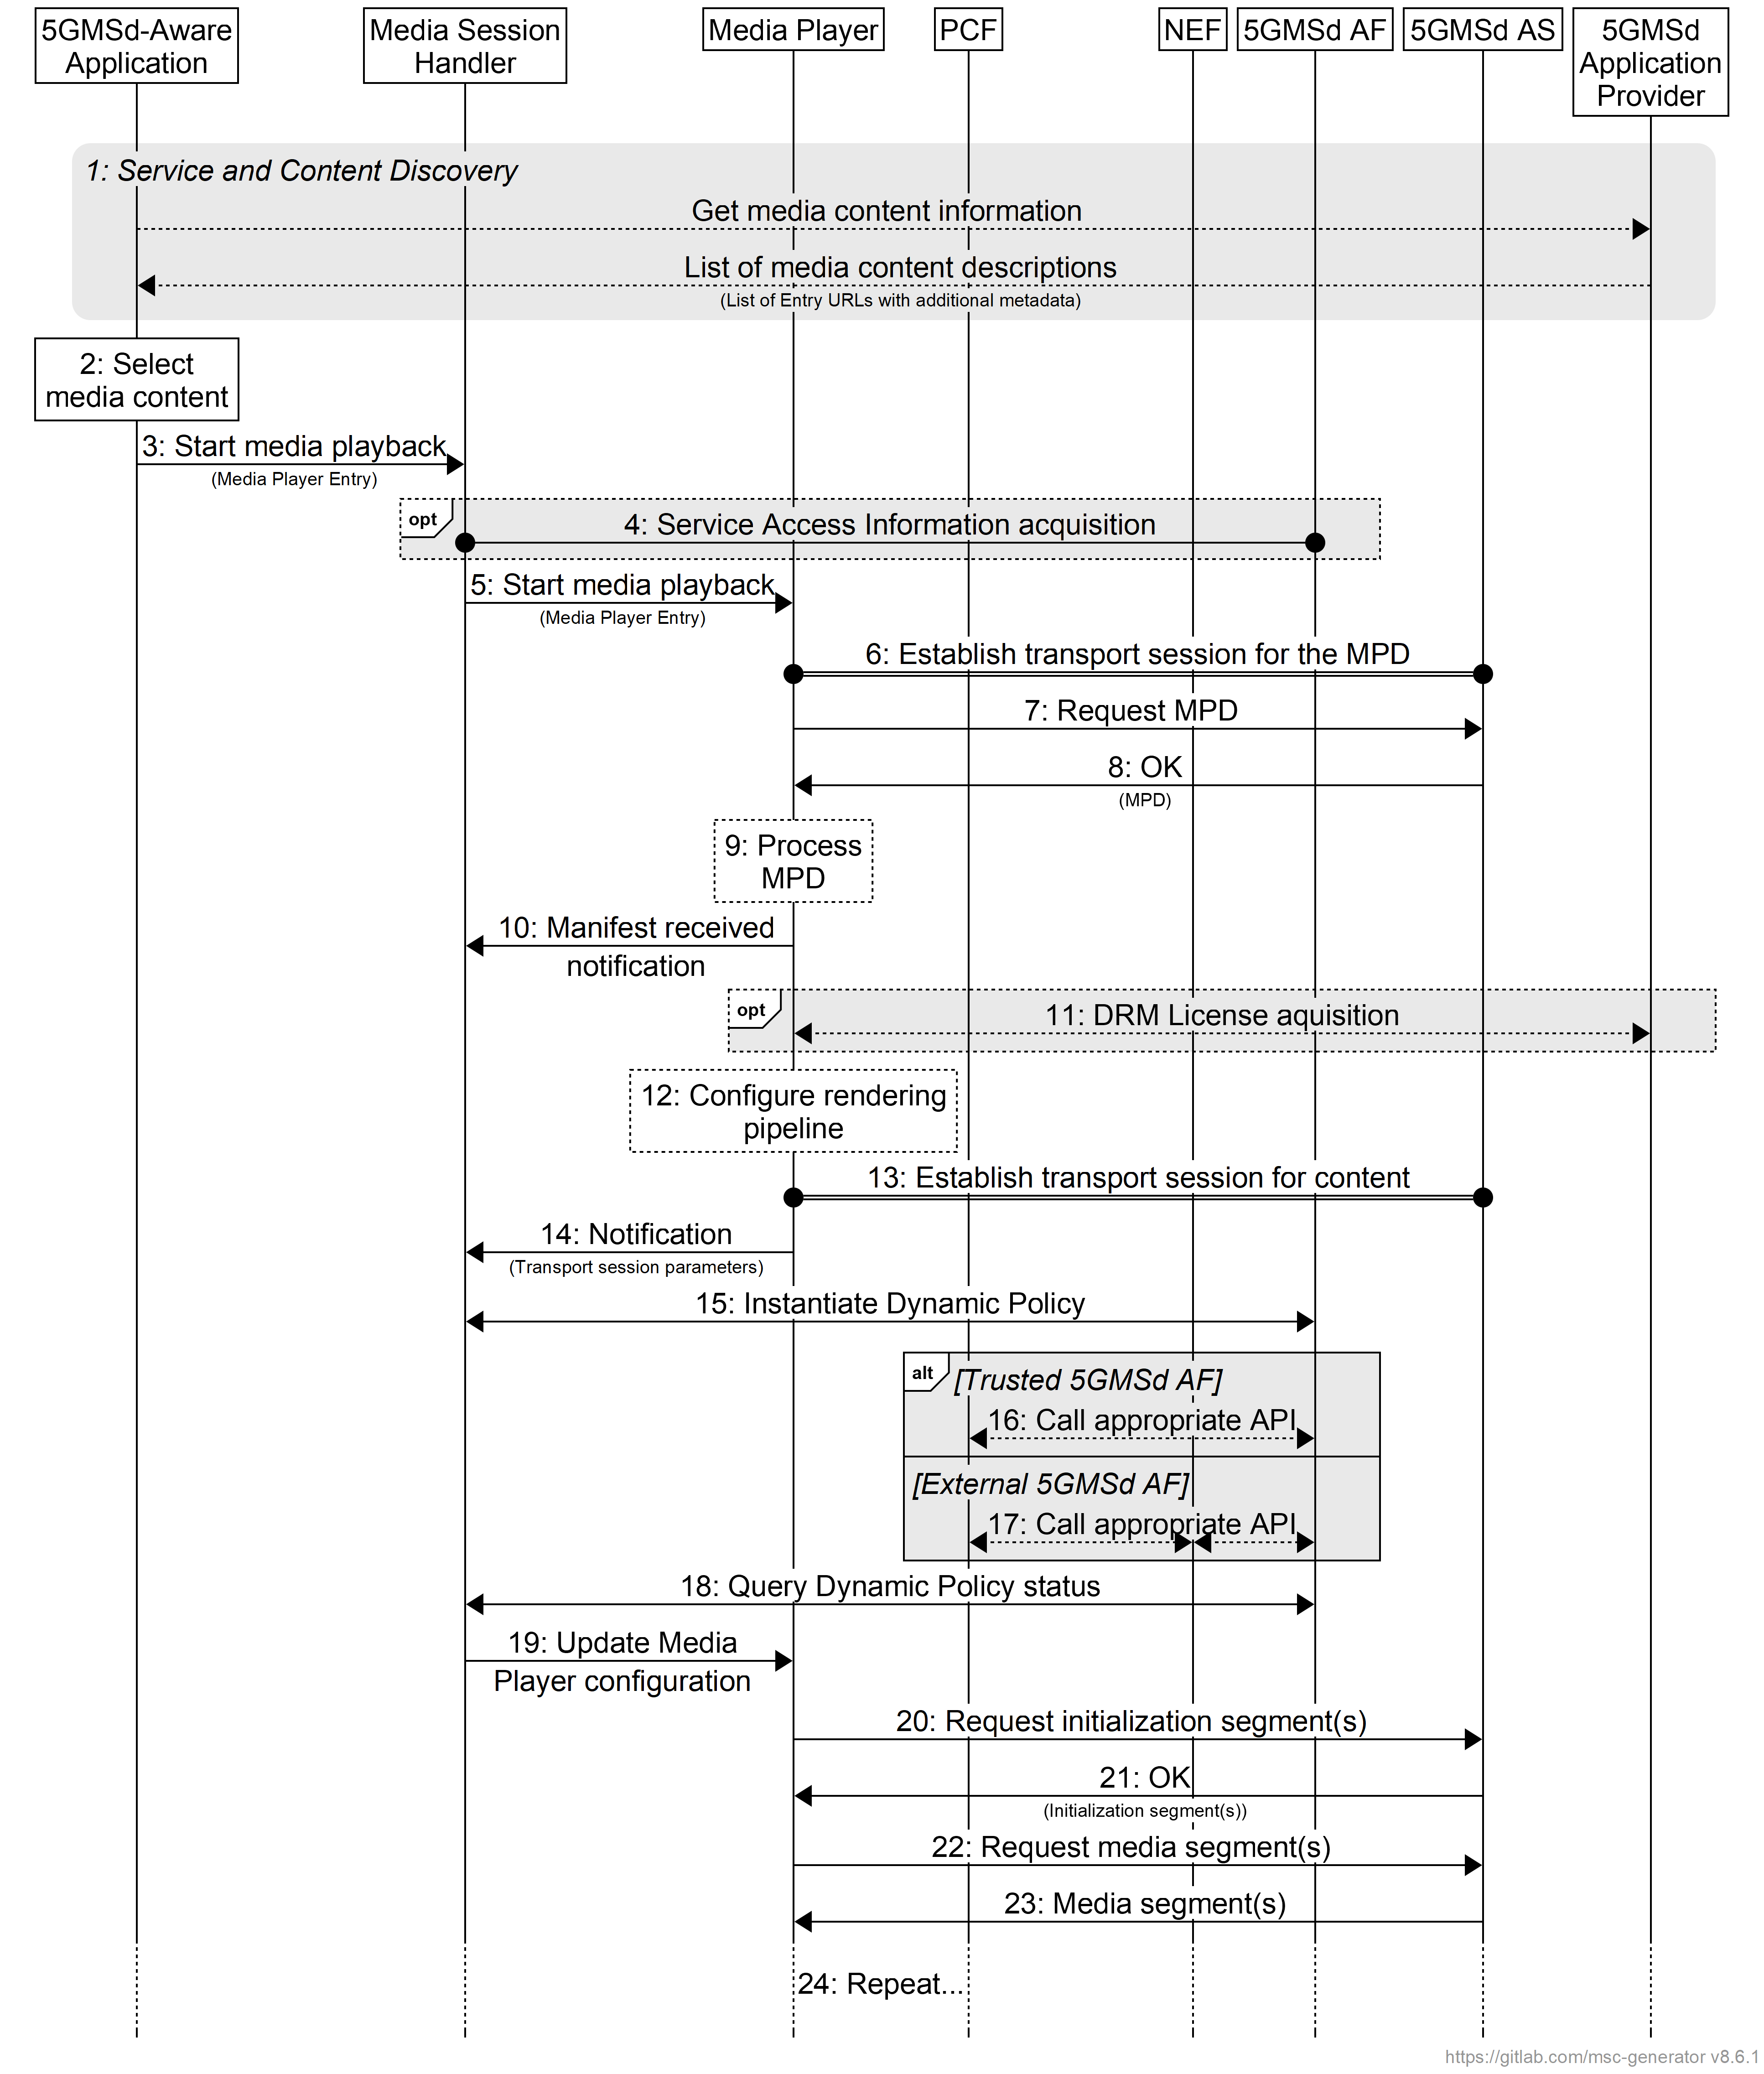 5GMSd-Aware
Application
Media Session
Handler
Media Player
PCF
NEF
5GMSd AF
5GMSd AS
5GMSd
Application
Provider
1: Service and Content Discovery
Get media content information
List of media content descriptions
(List of Entry URLs with additional metadata)
2: Select
media content
3: Start media playback
(Media Player Entry)
opt
4: Service Access Information acquisition
5: Start media playback
(Media Player Entry)
6: Establish transport session for the MPD
7: Request MPD
8: OK
(MPD)
9: Process
MPD
10: Manifest received
notification
opt
11: DRM License aquisition
12: Configure rendering
pipeline
13: Establish transport session for content
14: Notification
(Transport session parameters)
15: Instantiate Dynamic Policy
alt
[Trusted 5GMSd AF]
16: Call appropriate API
[External 5GMSd AF]
17: Call appropriate API
18: Query Dynamic Policy status
19: Update Media
Player configuration
20: Request initialization segment(s)
21: OK
(Initialization segment(s))
22: Request media segment(s)
23: Media segment(s)
24: Repeat...
https://gitlab.com/msc-generator v8.6.1